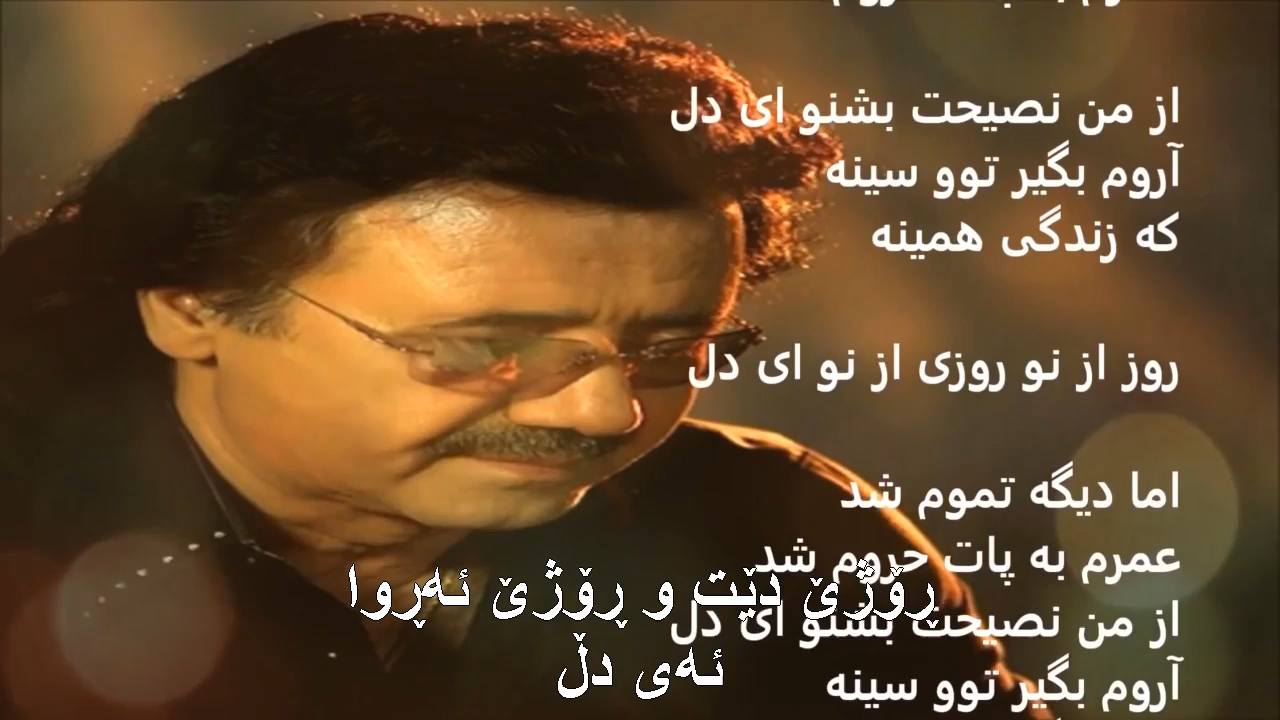 از من نصیحت بشنو ای دل
آروم بگیر توو سینه
که زندگی همینه
روز از نو روزی از نو ای دل
اما دیگه تموم شد
عمرم به پات حروم شد
از من نصیحت بشنو ای دل
آروم بگیر توو سینه
ڕۆژێ دێت و ڕۆژێ ئەڕوا
ئەی دڵ